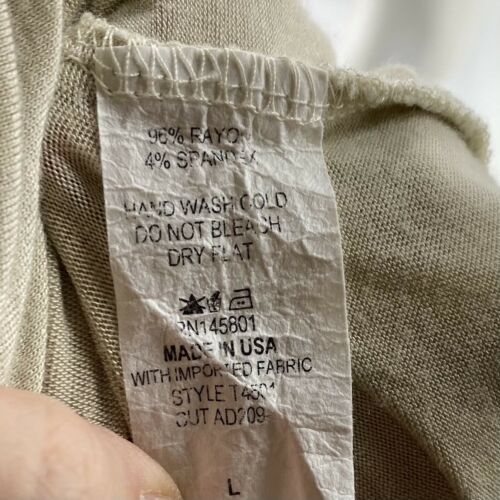 96% RAYON
4% SPANDEX
HAND WASH COLD
DO NOT BLEACH
DRY FLAT
RN145801
MADE IN USA
WITH IMPORTED FABRIC
STYLE T4501
CUT AD209
L